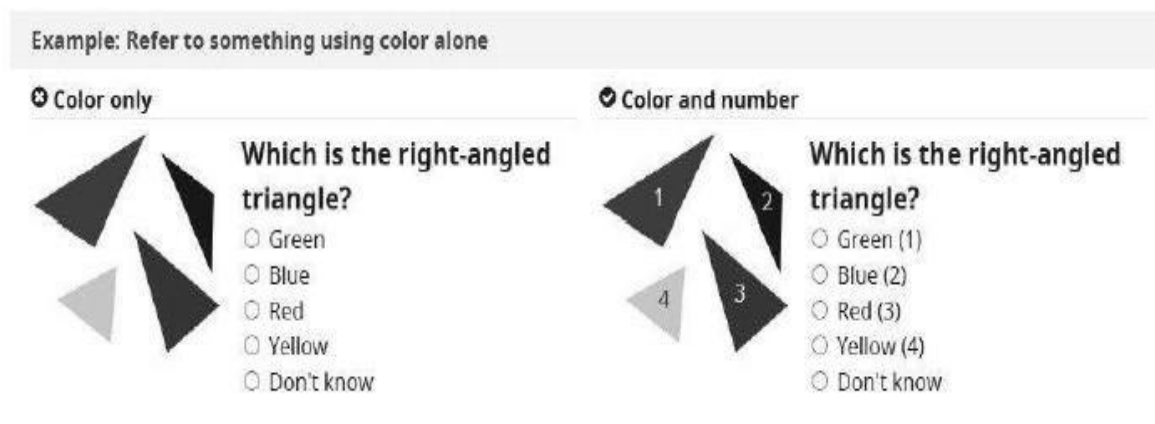 Example: Refer to something using color alone
Color only
Which is the right-angled
triangle?
Green
Blue
Red
Yellow
Don't know
Color and number
1
2
3
4
Which is the right-angled
triangle?
Green (1)
Blue (2)
Red (3)
Yellow (4)
Don't know